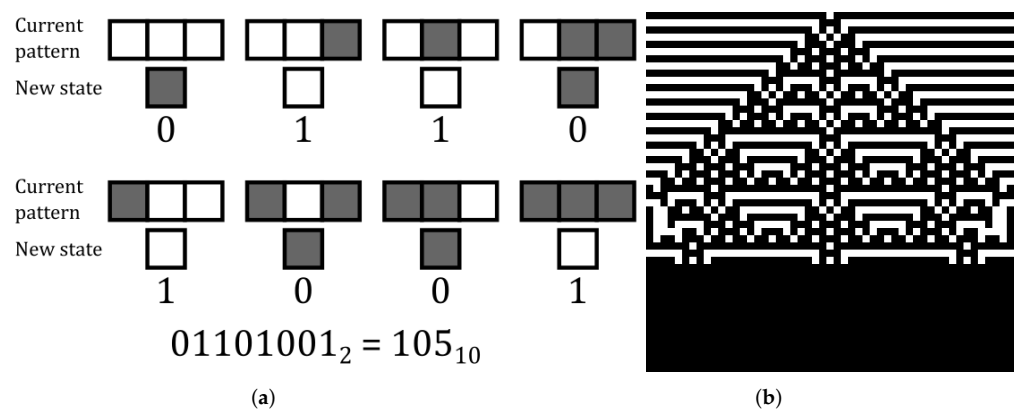 Current
pattern
New state
0 1 1 0
Current
pattern
New state
1 0 0 1
01101001₂ = 105₁₀
(a) (b)